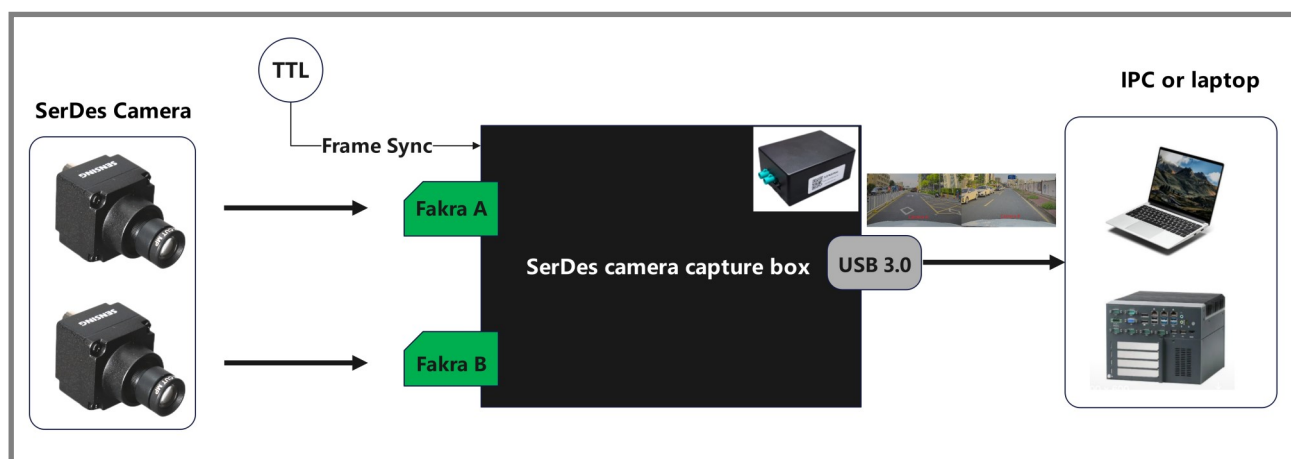 TTL
SerDes Camera
IPC or laptop
Frame Sync
SENSING
Fakra A
SerDes camera capture box
USB 3.0
SENSING
Fakra B